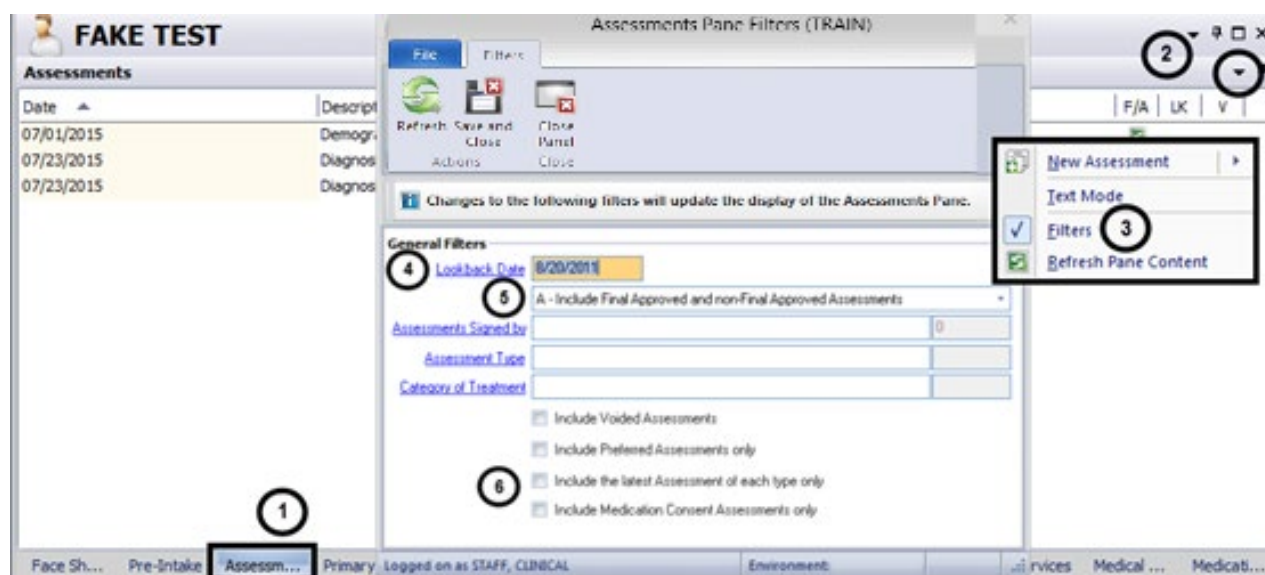 FAKE TEST
Assessments Pane Filters (TRAIN)
File Filters
2
Assessments
Date Descript F/A LK V
Refresh Save and Close Close Panel
Actions Close
07/01/2015 Demogr
07/23/2015 Diagnos
07/23/2015 Diagnos
New Assessment
Text Mode
Filters 3
Refresh Pane Content
Changes to the following filters will update the display of the Assessments Pane.
General Filters
4 Lookback Date 8/20/2011
5 A - Include Final Approved and non-Final Approved Assessments
Assessments Signed by 0
Assessment Type
Category of Treatment
Include Voided Assessments
Include Preferred Assessments only
6 Include the latest Assessment of each type only
Include Medication Consent Assessments only
1
Face Sh... Pre-Intake Assessm... Primary Logged on as STAFF, CLINICAL Environment: rvices Medical ... Medicati...